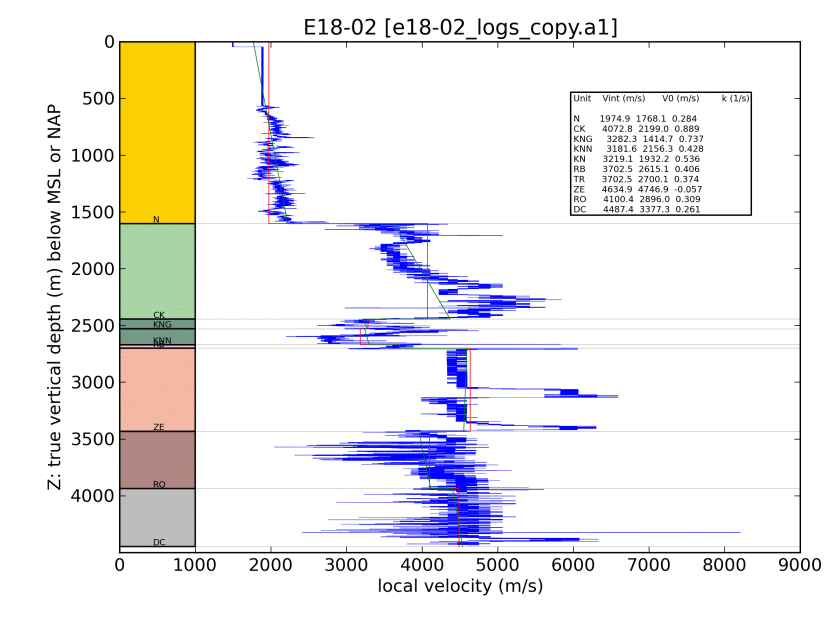 E18-02 [e18-02_logs_copy.a1]
Z: true vertical depth (m) below MSL or NAP
0
500
1000
1500
2000
2500
3000
3500
4000
N
CK
KNG
KNN
ZE
RO
DC
Unit Vint (m/s) V0 (m/s) k (1/s)
N 1974.9 1768.1 0.284
CK 4072.8 2199.0 0.889
KNG 3282.3 1414.7 0.737
KNN 3181.6 2156.3 0.428
KN 3219.1 1932.2 0.536
RB 3702.5 2615.1 0.406
TR 3702.5 2700.1 0.374
ZE 4634.9 4746.9 -0.057
RO 4100.4 2896.0 0.309
DC 4487.4 3377.3 0.261
0 1000 2000 3000 4000 5000 6000 7000 8000 9000
local velocity (m/s)